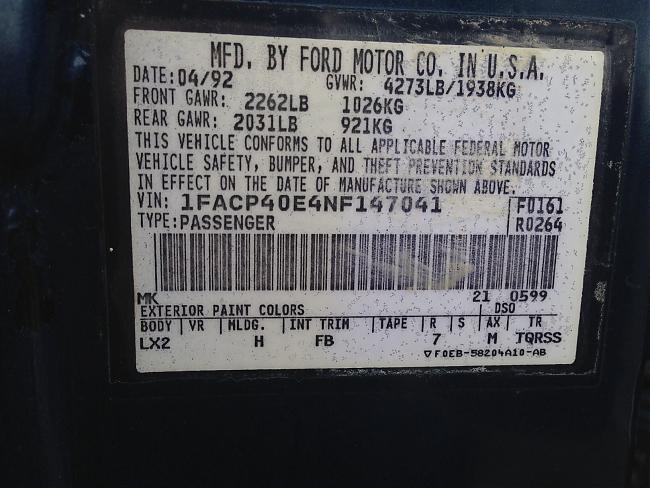 MFD. BY FORD MOTOR CO. IN U.S.A.
DATE: 04/92 GVWR: 4273LB/1938KG
FRONT GAWR: 2262LB 1026KG
REAR GAWR: 2031LB 921KG
THIS VEHICLE CONFORMS TO ALL APPLICABLE FEDERAL MOTOR
VEHICLE SAFETY, BUMPER, AND THEFT PREVENTION STANDARDS
IN EFFECT ON THE DATE OF MANUFACTURE SHOWN ABOVE.
VIN: 1FACP40E4NF147041 F0161
TYPE: PASSENGER R0264
MK 21 0599
EXTERIOR PAINT COLORS DSO
BODY VR MLDG. INT TRIM TAPE R S AX TR
LX2 H FB 7 M TQRSS
▽ F0EB-58204A10-AB